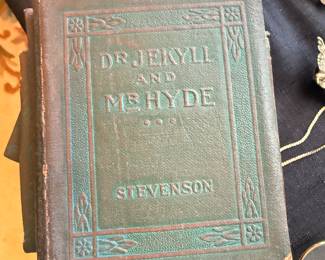 DR JEKYLL
AND
MR HYDE
STEVENSON